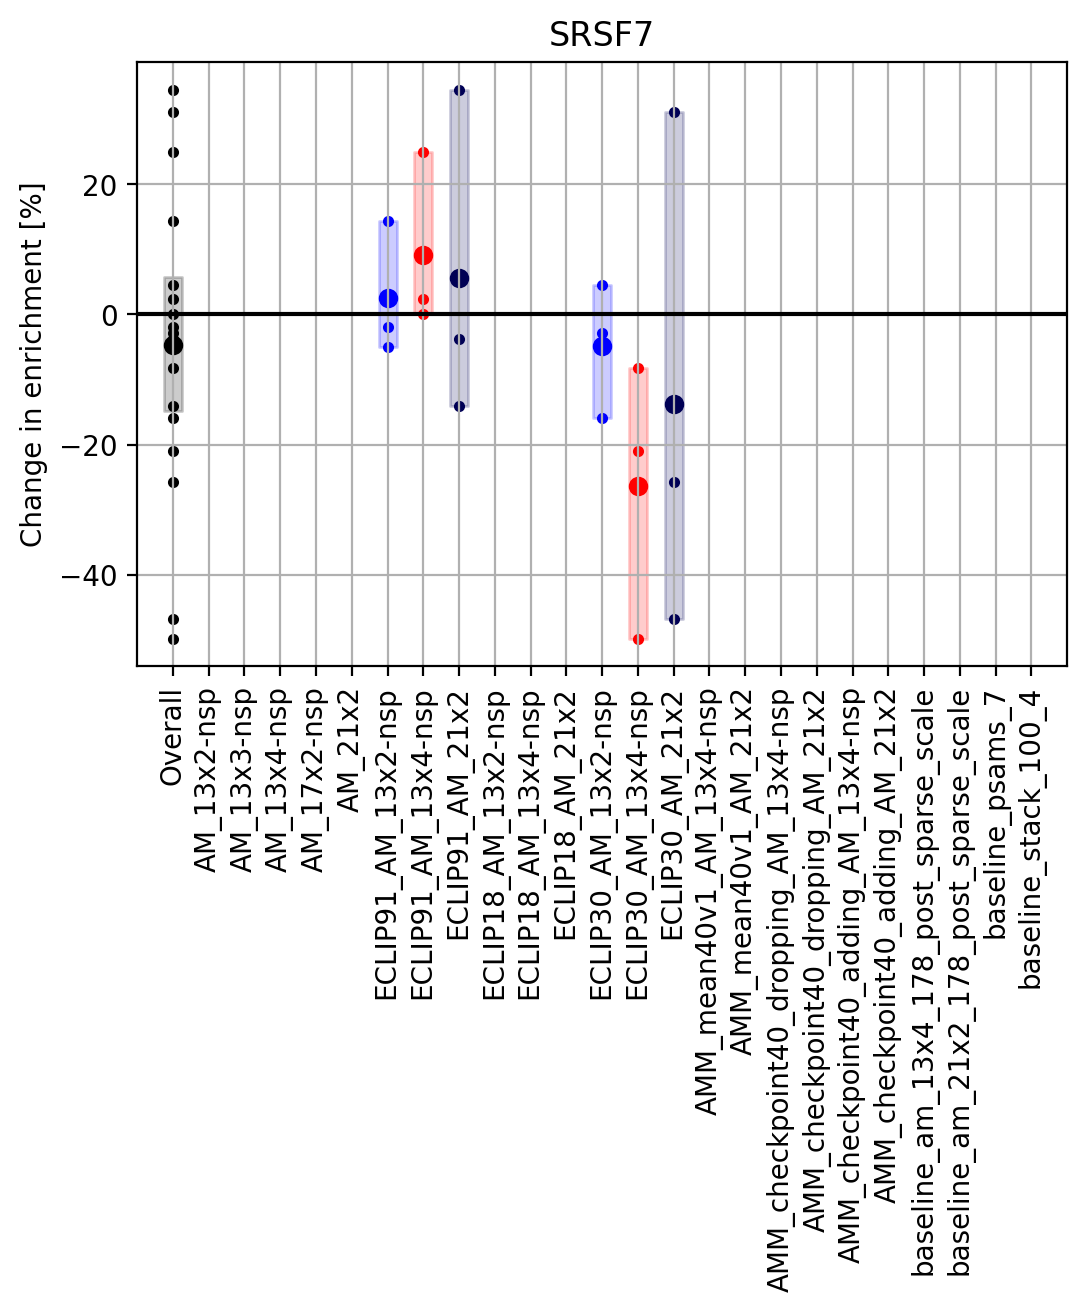 SRSF7
Change in enrichment [%]
20
0
−20
−40
Overall
AM_13x2-nsp
AM_13x3-nsp
AM_13x4-nsp
AM_17x2-nsp
AM_21x2
ECLIP91_AM_13x2-nsp
ECLIP91_AM_13x4-nsp
ECLIP91_AM_21x2
ECLIP18_AM_13x2-nsp
ECLIP18_AM_13x4-nsp
ECLIP18_AM_21x2
ECLIP30_AM_13x2-nsp
ECLIP30_AM_13x4-nsp
ECLIP30_AM_21x2
AMM_mean40v1_AM_13x4-nsp
AMM_mean40v1_AM_21x2
AMM_checkpoint40_dropping_AM_13x4-nsp
AMM_checkpoint40_dropping_AM_21x2
AMM_checkpoint40_adding_AM_13x4-nsp
AMM_checkpoint40_adding_AM_21x2
baseline_am_13x4_178_post_sparse_scale
baseline_am_21x2_178_post_sparse_scale
baseline_psams_7
baseline_stack_100_4